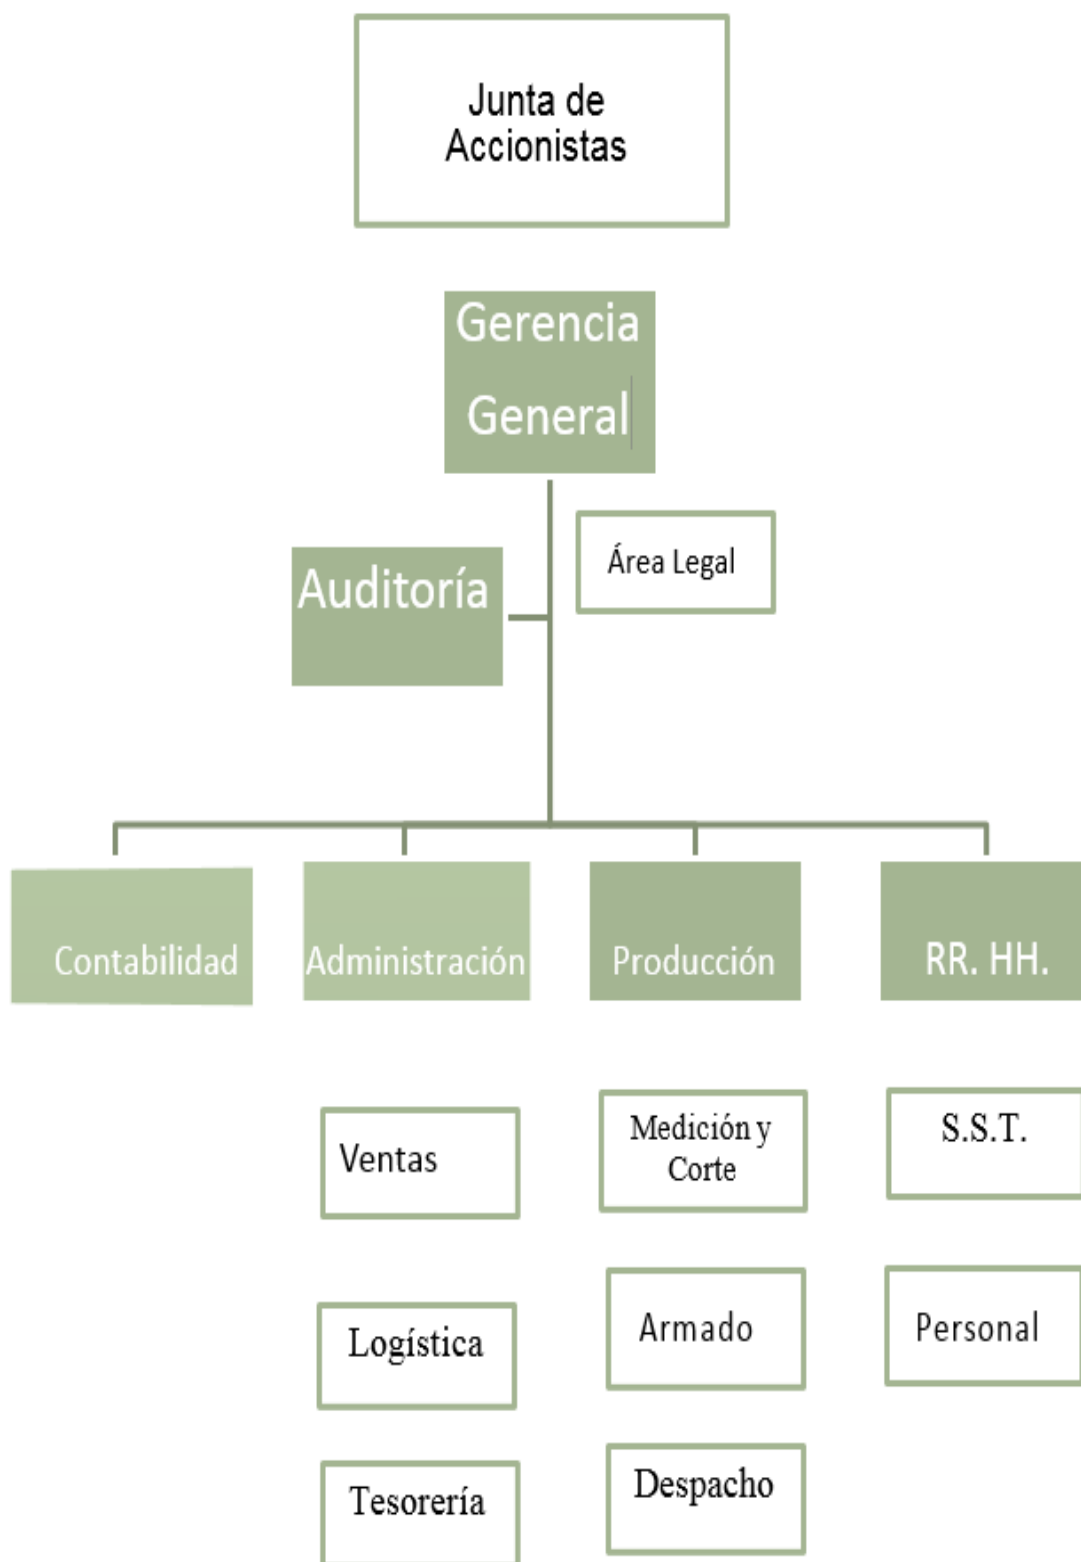 Junta de
Accionistas
Gerencia
General
Área Legal
Auditoría
Contabilidad
Administración
Producción
RR. HH.
Ventas
Medición y
Corte
S.S.T.
Logística
Armado
Personal
Tesorería
Despacho